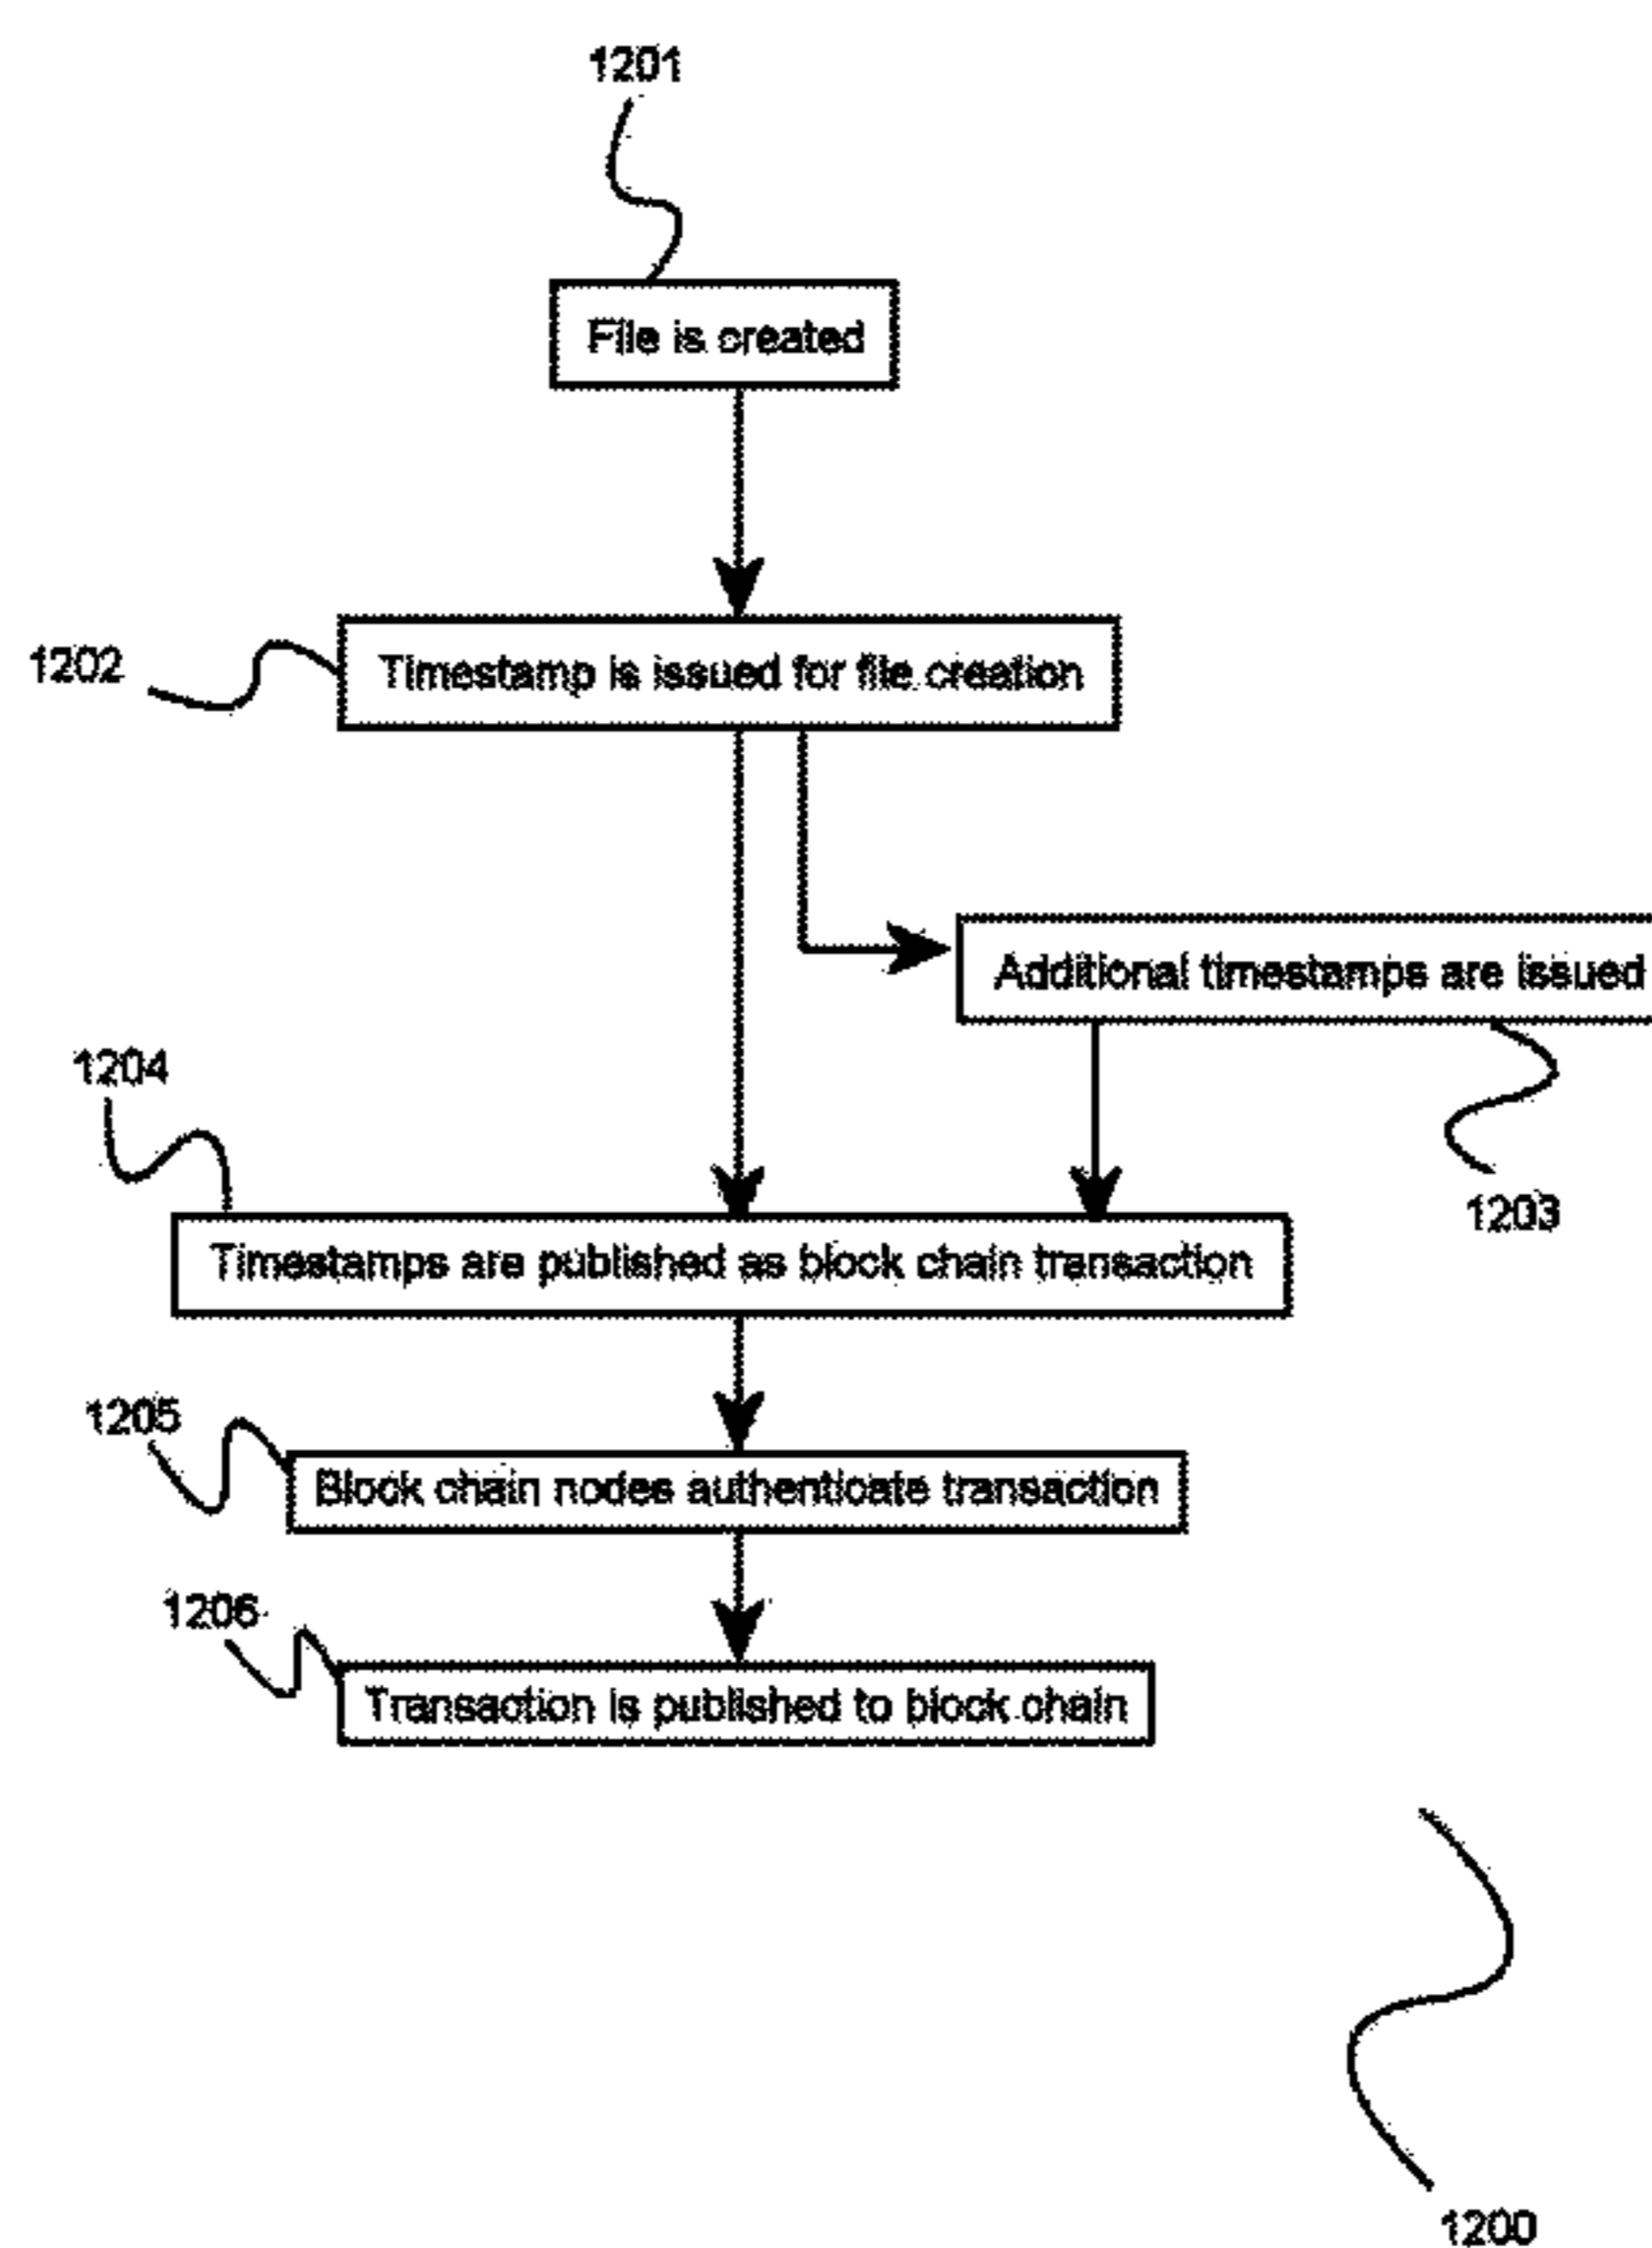 1201
File is created
1202
Timestamp is issued for file creation
Additional timestamps are issued
1204
1203
Timestamps are published as block chain transaction
1205
Block chain nodes authenticate transaction
1206
Transaction is published to block chain
1200